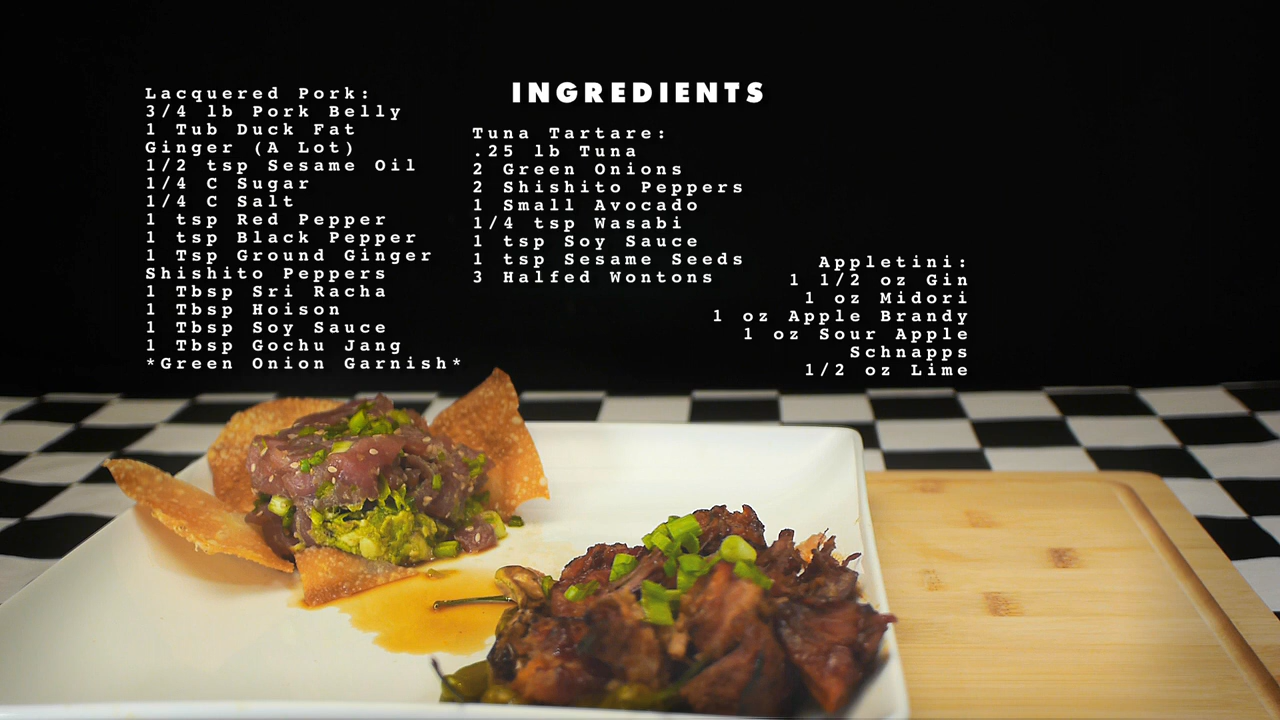 INGREDIENTS
Lacquered Pork:
3/4 lb Pork Belly
1 Tub Duck Fat
Ginger (A Lot)
1/2 tsp Sesame Oil
1/4 C Sugar
1/4 C Salt
1 tsp Red Pepper
1 tsp Black Pepper
1 Tsp Ground Ginger
Shishito Peppers
1 Tbsp Sri Racha
1 Tbsp Hoison
1 Tbsp Soy Sauce
1 Tbsp Gochu Jang
*Green Onion Garnish*
Tuna Tartare:
.25 lb Tuna
2 Green Onions
2 Shishito Peppers
1 Small Avocado
1/4 tsp Wasabi
1 tsp Soy Sauce
1 tsp Sesame Seeds
3 Halfed Wontons
Appletini:
1 1/2 oz Gin
1 oz Midori
1 oz Apple Brandy
1 oz Sour Apple
Schnapps
1/2 oz Lime